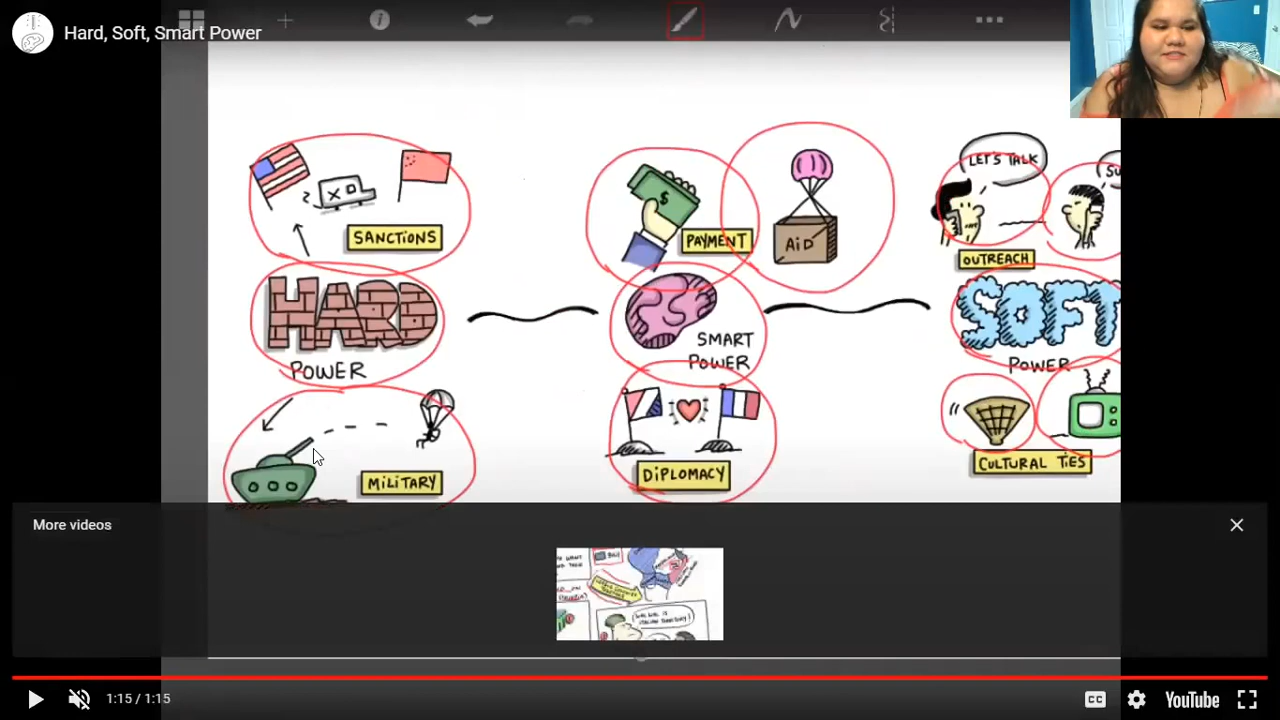 Hard, Soft, Smart Power
LET'S TALK
SANCTIONS
$
PAYMENT
AiD
OUTREACH
HARD
POWER
SMART
POWER
SOFT
POWER
MiLiTARY
DiPLOMACY
CULTURAL TiES
More videos
1:15 / 1:15
CC
YouTube